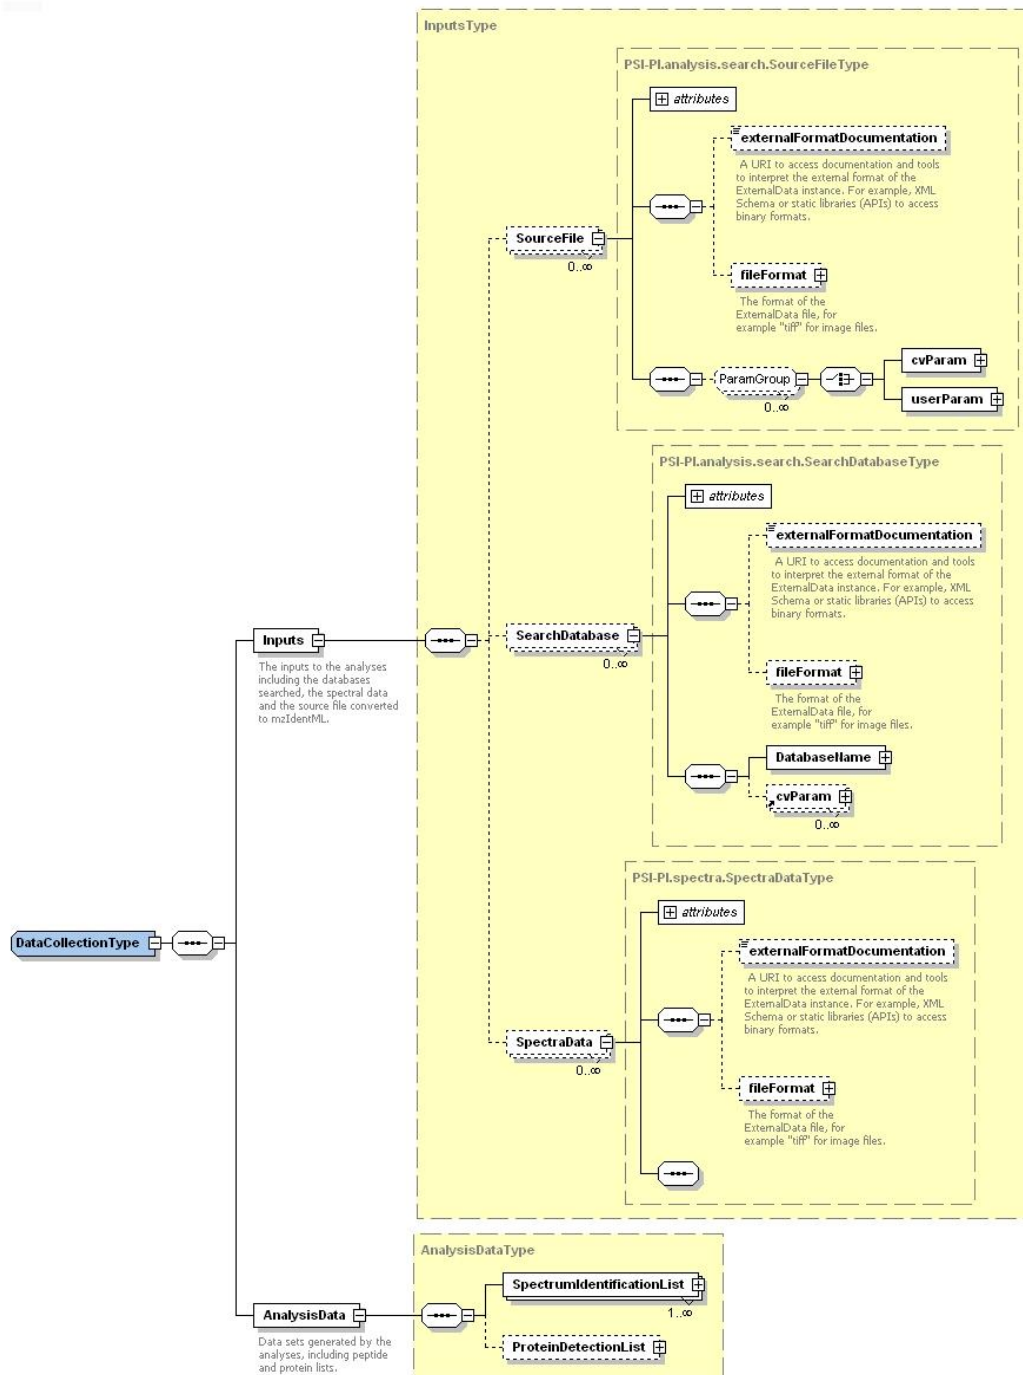 InputsType
PSI-PI.analysis.search.SourceFileType
attributes
externalFormatDocumentation
A URI to access documentation and tools
to interpret the external format of the
ExternalData instance. For example, XML
Schema or static libraries (APIs) to access
binary formats.
SourceFile
0..∞
fileFormat
The format of the
ExternalData file, for
example "tiff" for image files.
ParamGroup
0..∞
cvParam
userParam
PSI-PI.analysis.search.SearchDatabaseType
attributes
externalFormatDocumentation
A URI to access documentation and tools
to interpret the external format of the
ExternalData instance. For example, XML
Schema or static libraries (APIs) to access
binary formats.
Inputs
The inputs to the analyses
including the databases
searched, the spectral data
and the source file converted
to mzIdentML.
SearchDatabase
0..∞
fileFormat
The format of the
ExternalData file, for
example "tiff" for image files.
DatabaseName
cvParam
0..∞
PSI-PI.spectra.SpectraDataType
attributes
DataCollectionType
externalFormatDocumentation
A URI to access documentation and tools
to interpret the external format of the
ExternalData instance. For example, XML
Schema or static libraries (APIs) to access
binary formats.
SpectraData
0..∞
fileFormat
The format of the
ExternalData file, for
example "tiff" for image files.
AnalysisDataType
SpectrumIdentificationList
1..∞
AnalysisData
Data sets generated by the
analyses, including peptide
and protein lists.
ProteinDetectionList